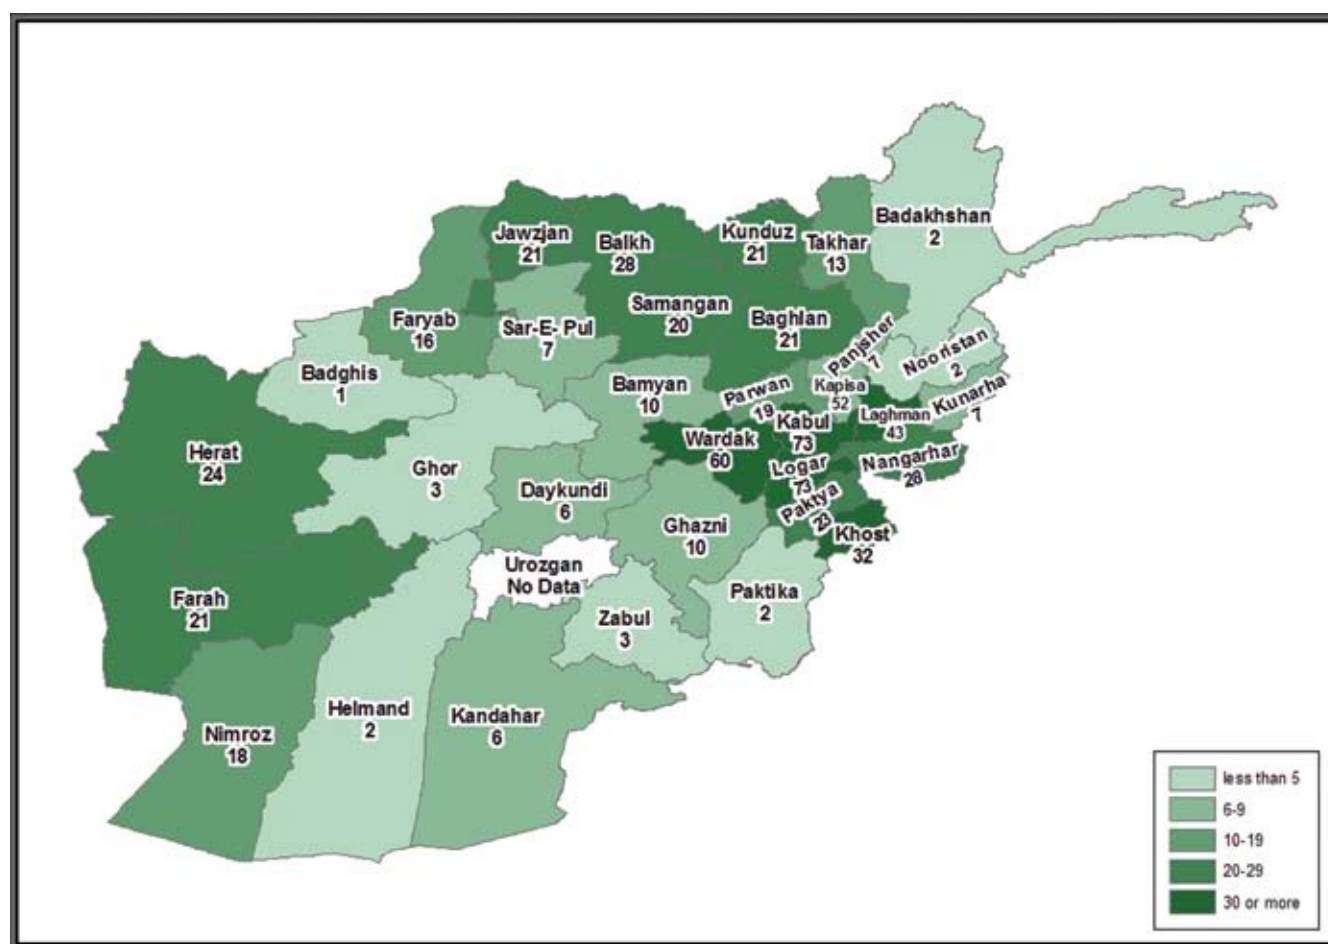 Badakhshan
2
Jawzjan
21
Balkh
28
Kunduz
21
Takhar
13
Faryab
16
Sar-E- Pul
7
Samangan
20
Baghlan
21
Panjsher
7
Nooristan
2
Badghis
1
Bamyan
10
Parwan
19
Kapisa
52
Kunarha
7
Laghman
43
Kabul
73
Wardak
60
Herat
24
Ghor
3
Logar
73
Nangarhar
28
Daykundi
6
Paktya
23
Ghazni
10
Khost
32
Urozgan
No Data
Farah
21
Zabul
3
Paktika
2
Helmand
2
Kandahar
6
Nimroz
18
less than 5
6-9
10-19
20-29
30 or more